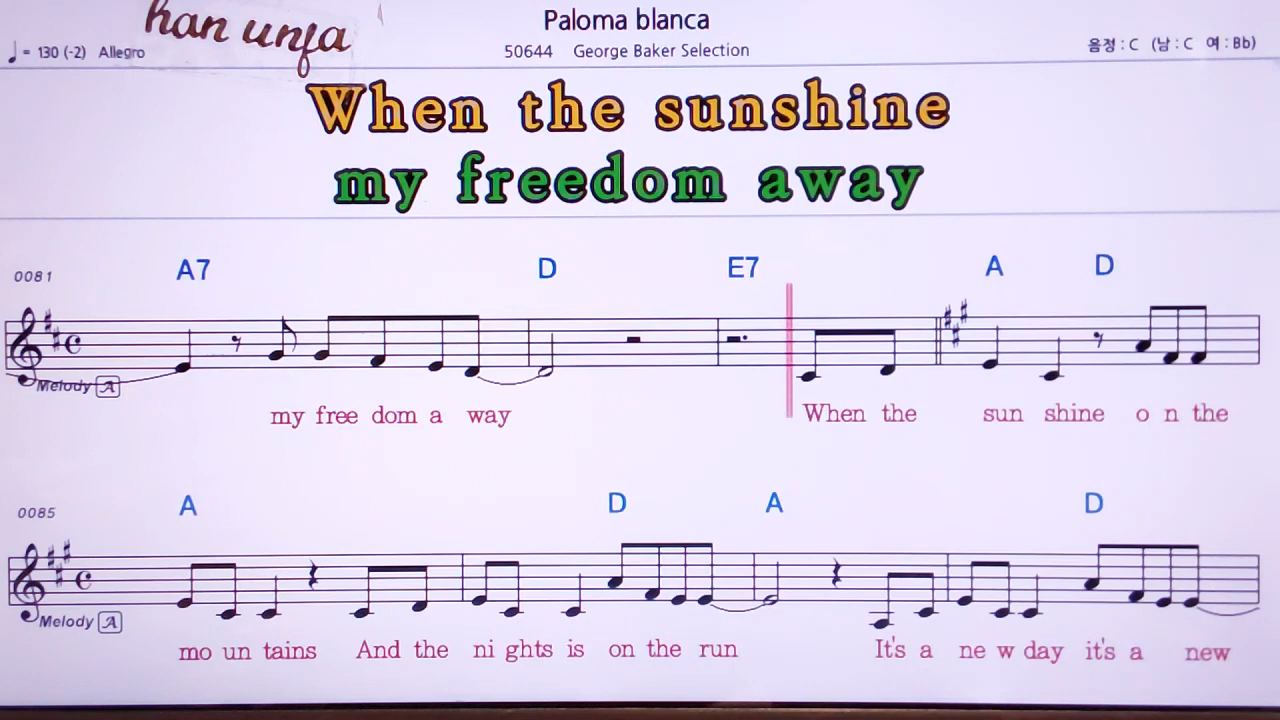 han unja
Paloma blanca
♩= 130 (-2) Allegro
50644 George Baker Selection
음정 : C (남 : C 여 : Bb)
When the sunshine
my freedom away
0081
A7 D E7 A D
Melody A
my free dom a way When the sun shine o n the
0085
A D A D
Melody A
mo un tains And the ni ghts is on the run It's a ne w day it's a new